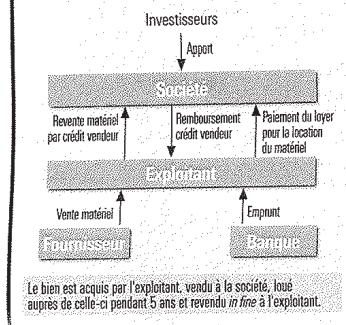 Investisseurs
Apport
Société
Revente matériel
par crédit vendeur
Remboursement
crédit vendeur
Paiement du loyer
pour la location
du matériel
Exploitant
Vente matériel
Emprunt
Fournisseur
Banque
Le bien est acquis par l'exploitant, vendu à la société, loué
auprès de celle-ci pendant 5 ans et revendu in fine à l'exploitant.